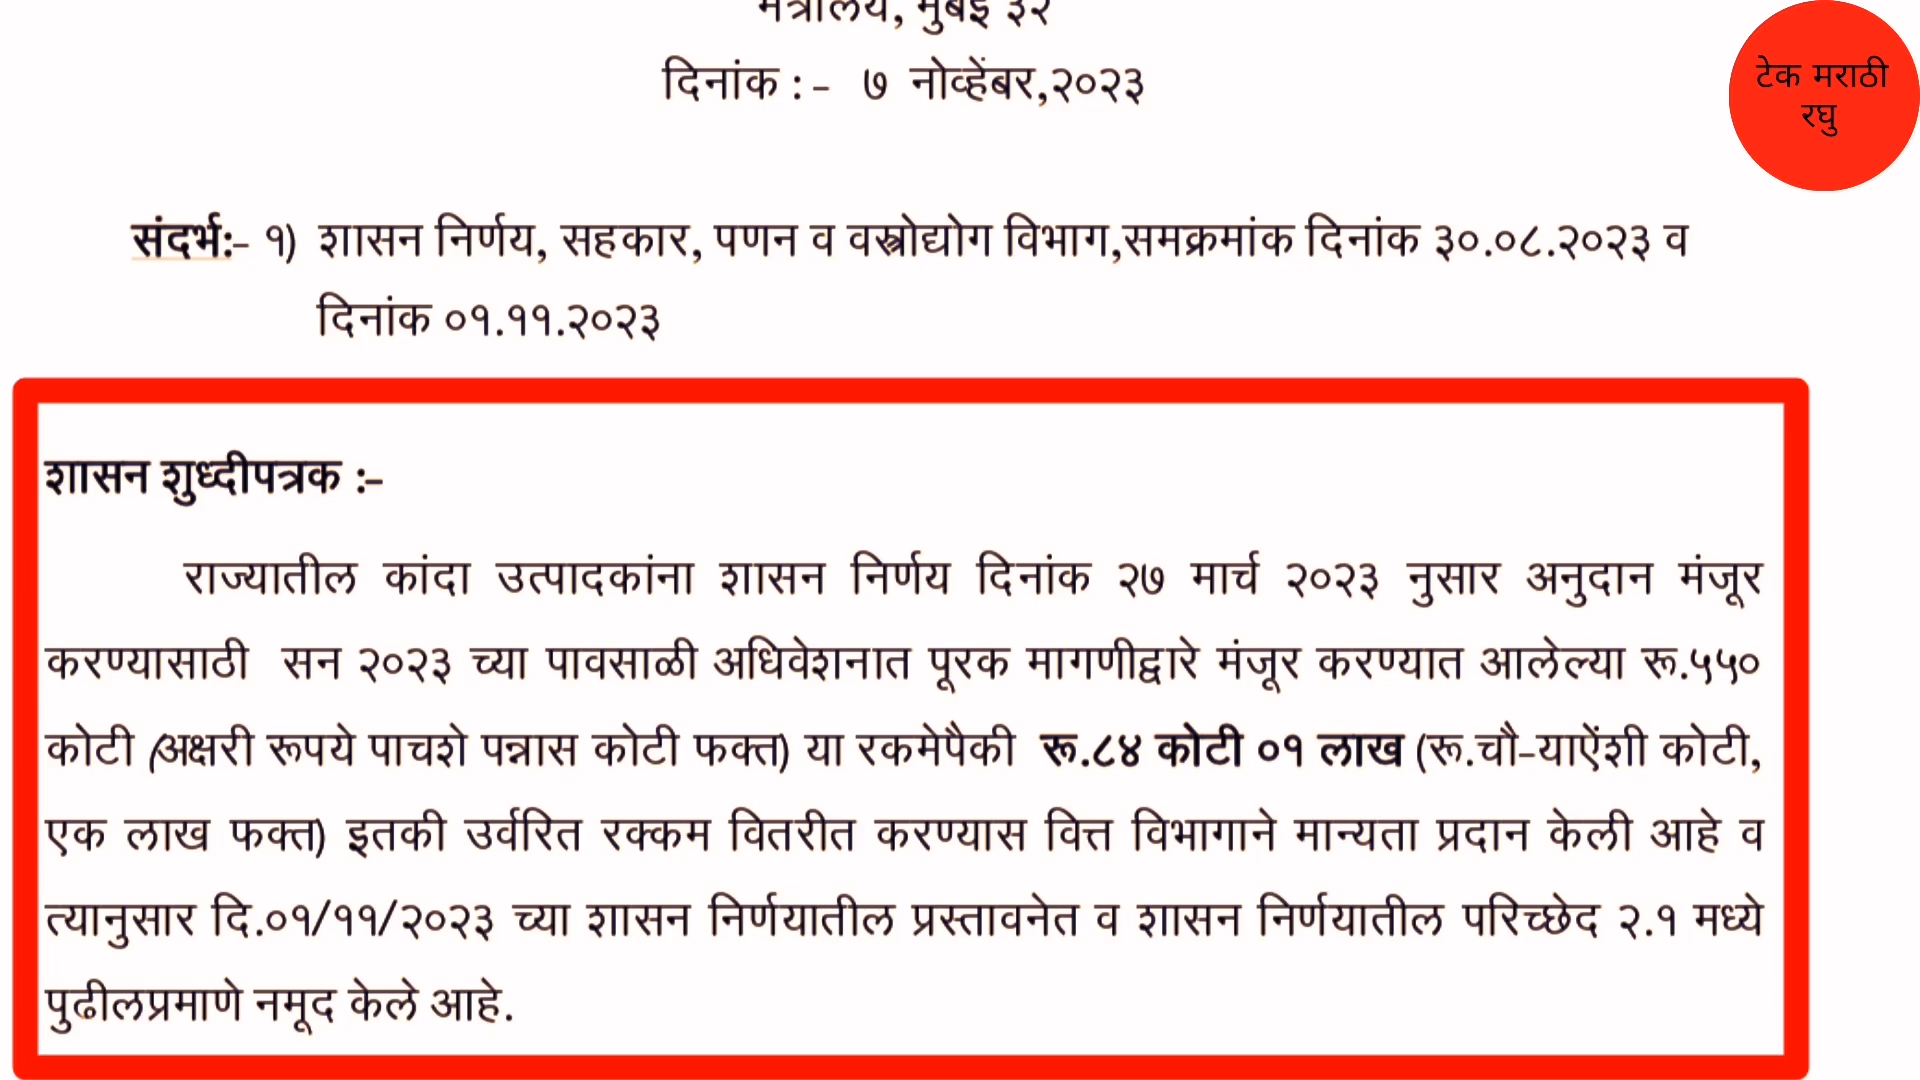 मंत्रालय, मुंबई ३२
दिनांक :- ७ नोव्हेंबर,२०२३
टेक मराठी
रघु
संदर्भ:- १) शासन निर्णय, सहकार, पणन व वस्त्रोद्योग विभाग,समक्रमांक दिनांक ३०.०८.२०२३ व
दिनांक ०१.११.२०२३
शासन शुध्दीपत्रक :-
राज्यातील कांदा उत्पादकांना शासन निर्णय दिनांक २७ मार्च २०२३ नुसार अनुदान मंजूर
करण्यासाठी सन २०२३ च्या पावसाळी अधिवेशनात पूरक मागणीद्वारे मंजूर करण्यात आलेल्या रू.५५०
कोटी (अक्षरी रूपये पाचशे पन्नास कोटी फक्त) या रकमेपैकी रू.८४ कोटी ०१ लाख (रू.चौ-याऐंशी कोटी,
एक लाख फक्त) इतकी उर्वरित रक्कम वितरीत करण्यास वित्त विभागाने मान्यता प्रदान केली आहे व
त्यानुसार दि.०१/११/२०२३ च्या शासन निर्णयातील प्रस्तावनेत व शासन निर्णयातील परिच्छेद २.१ मध्ये
पुढीलप्रमाणे नमूद केले आहे.